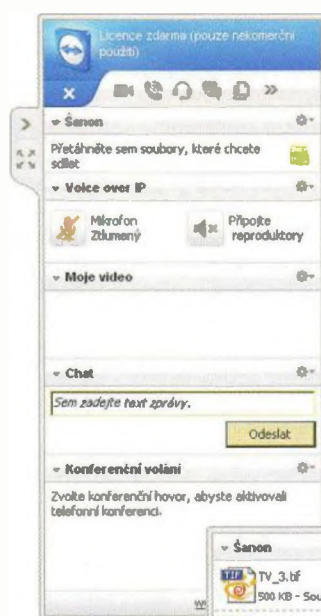 Licence zdarma (pouze nekomerční
použití)
Šanon
Přetáhněte sem soubory, které chcete
sdílet
Voice over IP
Mikrofon
Ztlumený
Připojte
reproduktory
Moje video
Chat
Sem zadejte text zprávy.
Odeslat
Konferenční volání
Zvolte konferenční hovor, abyste aktivovali
telefonní konferenci.
Šanon
TIF
TV_3.tif
500 KB - Sou